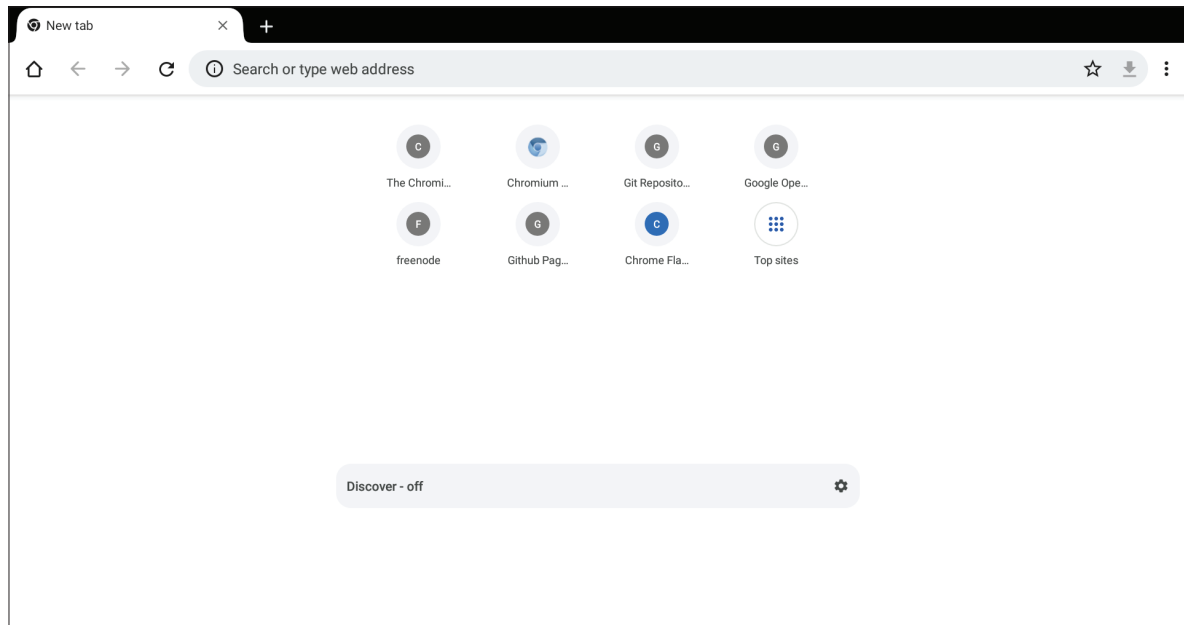 New tab
Search or type web address
C G G
The Chromi... Chromium ... Git Reposito... Google Ope...
F G C
freenode Github Pag... Chrome Fla... Top sites
Discover - off